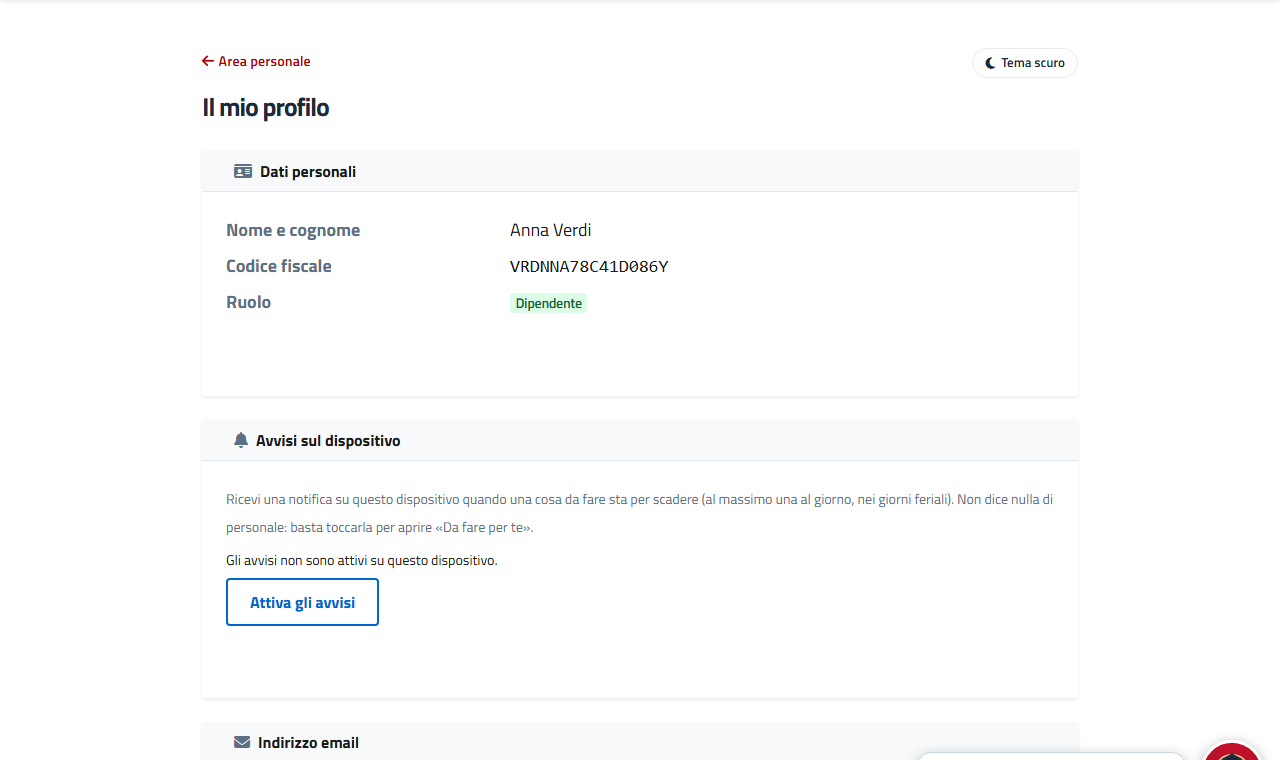 Area personale
Tema scuro
Il mio profilo
Dati personali
Nome e cognome Anna Verdi
Codice fiscale VRDNNA78C41D086Y
Ruolo Dipendente
Avvisi sul dispositivo
Ricevi una notifica su questo dispositivo quando una cosa da fare sta per scadere (al massimo una al giorno, nei giorni feriali). Non dice nulla di
personale: basta toccarla per aprire «Da fare per te».
Gli avvisi non sono attivi su questo dispositivo.
Attiva gli avvisi
Indirizzo email